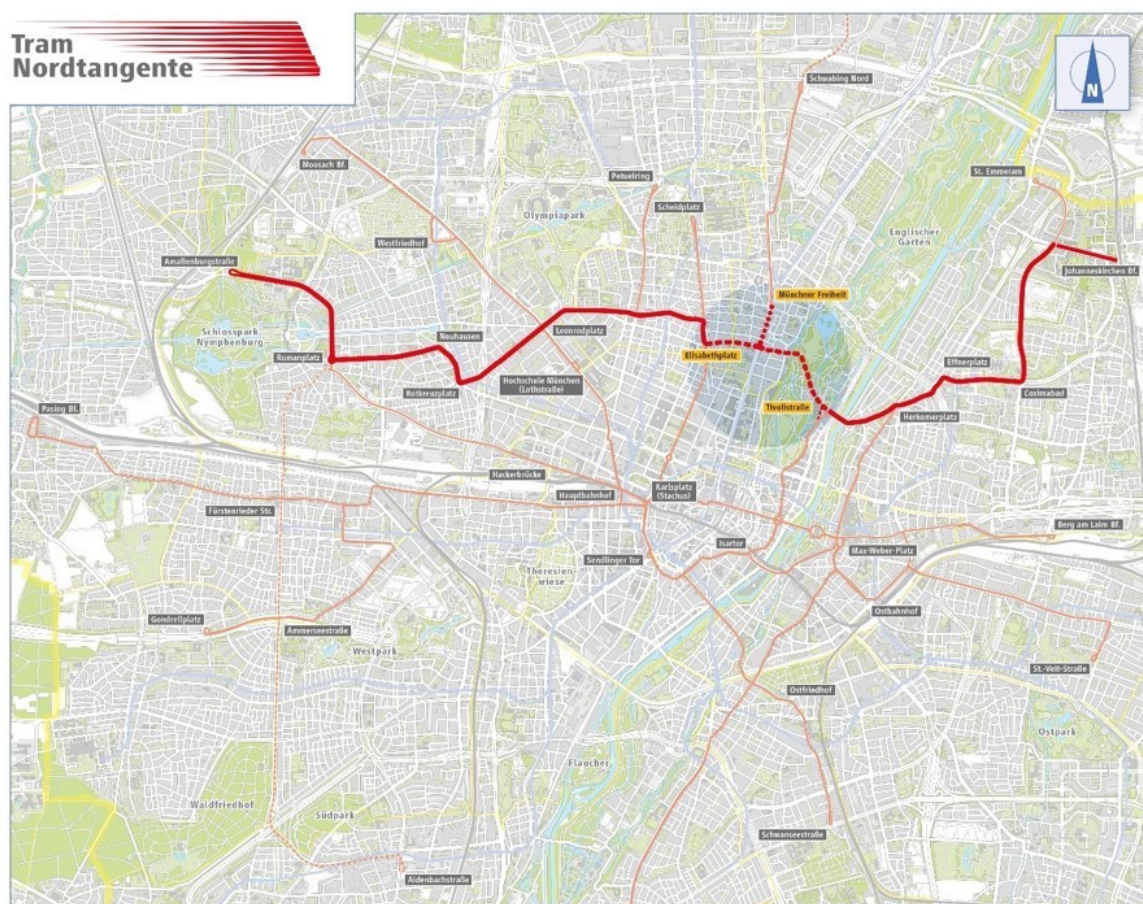 Tram
Nordtangente
N
Schwabing Nord
Moosach Bf.
Petuelring
St. Emmeram
Scheidplatz
Olympiapark
Westfriedhof
Englischer
Garten
Amalienburgstraße
Johanneskirchen Bf.
Münchner Freiheit
Schlosspark
Nymphenburg
Neuhausen
Leonrodplatz
Romanplatz
Elisabethplatz
Effnerplatz
Hochschule München
(Lothstraße)
Rotkreuzplatz
Cosimabad
Tivolistraße
Herkomerplatz
Pasing Bf.
Hackerbrücke
Karlsplatz
(Stachus)
Hauptbahnhof
Fürstenrieder Str.
Berg am Laim Bf.
Isartor
Max-Weber-Platz
Sendlinger Tor
Theresien-
wiese
Ostbahnhof
Gondrellplatz
Ammerseestraße
Westpark
St.-Veit-Straße
Ostfriedhof
Ostpark
Flaucher
Waldfriedhof
Südpark
Schwanseestraße
Aidenbachstraße